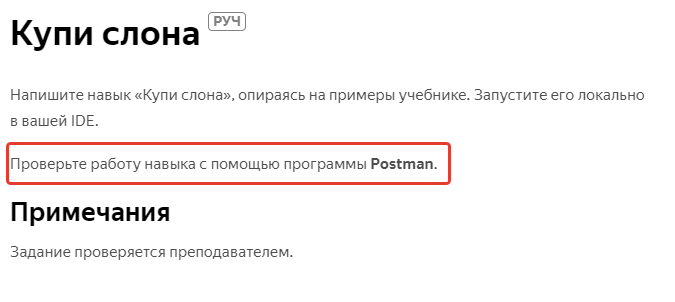 Купи слона РУЧ
Напишите навык «Купи слона», опираясь на примеры учебнике. Запустите его локально
в вашей IDE.
Проверьте работу навыка с помощью программы Postman.
Примечания
Задание проверяется преподавателем.